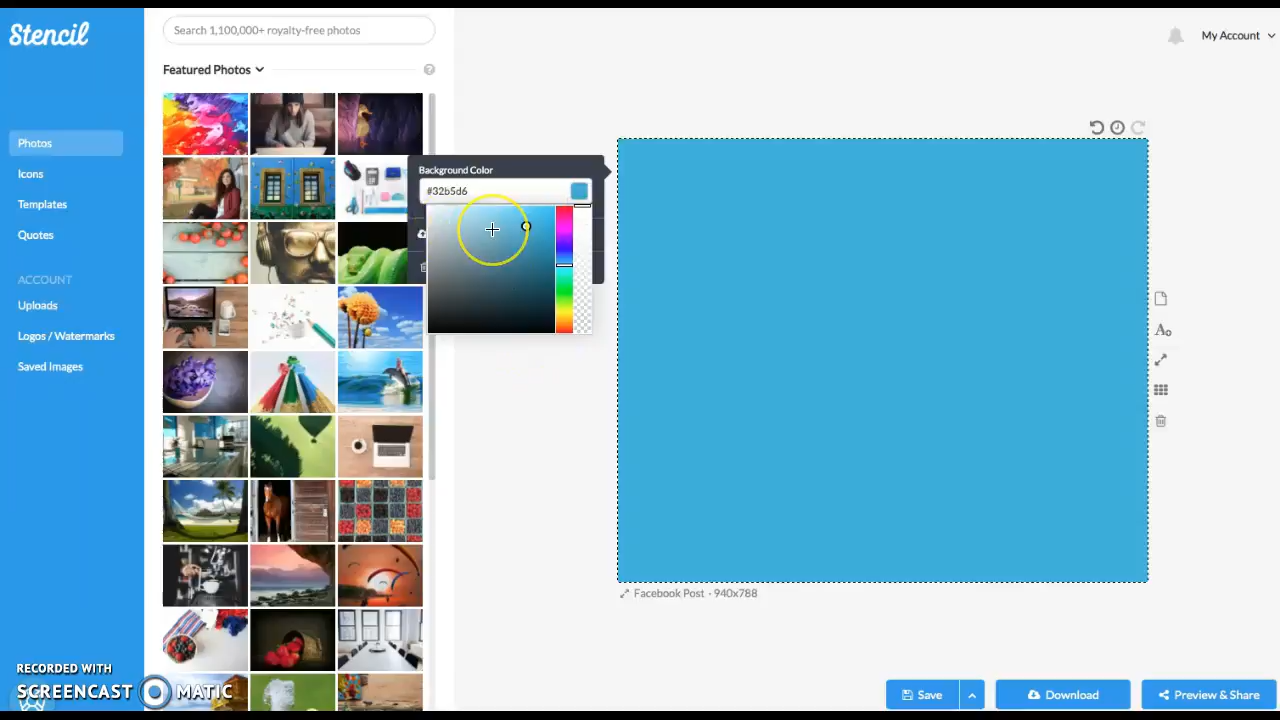 Stencil
Search 1,100,000+ royalty-free photos
My Account
Featured Photos
Photos
Icons
Templates
Quotes
ACCOUNT
Uploads
Logos / Watermarks
Saved Images
Background Color
#32b5d6
Facebook Post · 940x788
RECORDED WITH
SCREENCAST MATIC
Save
Download
Preview & Share